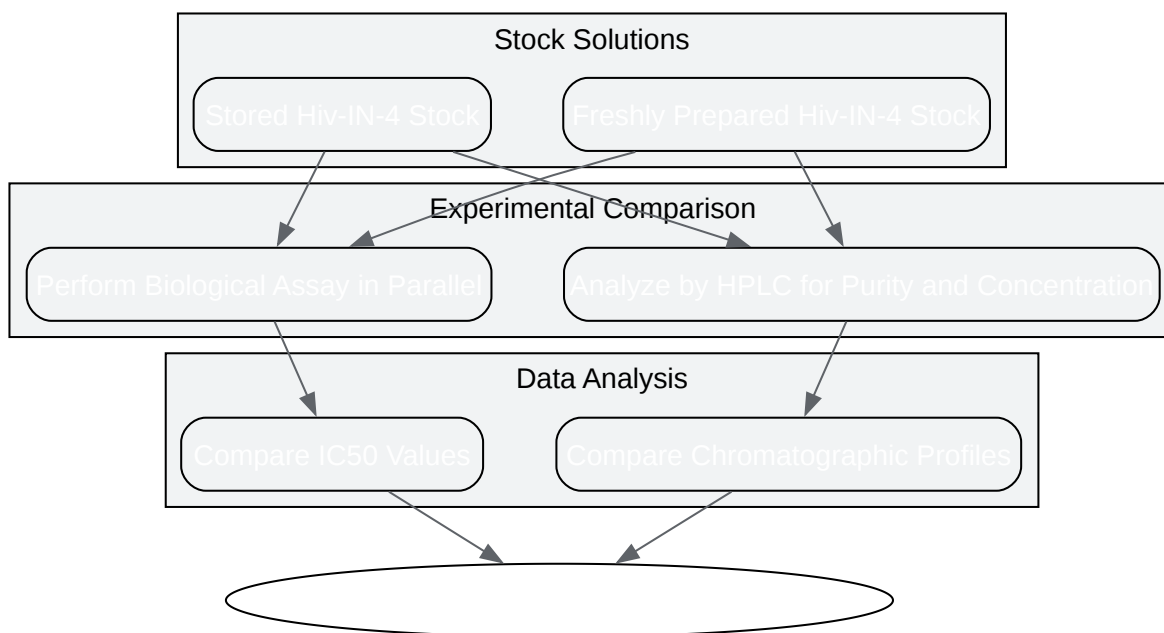 Stock Solutions
Stored Hiv-IN-4 Stock
Freshly Prepared Hiv-IN-4 Stock
Experimental Comparison
Perform Biological Assay in Parallel
Analyze by HPLC for Purity and Concentration
Data Analysis
Compare IC50 Values
Compare Chromatographic Profiles